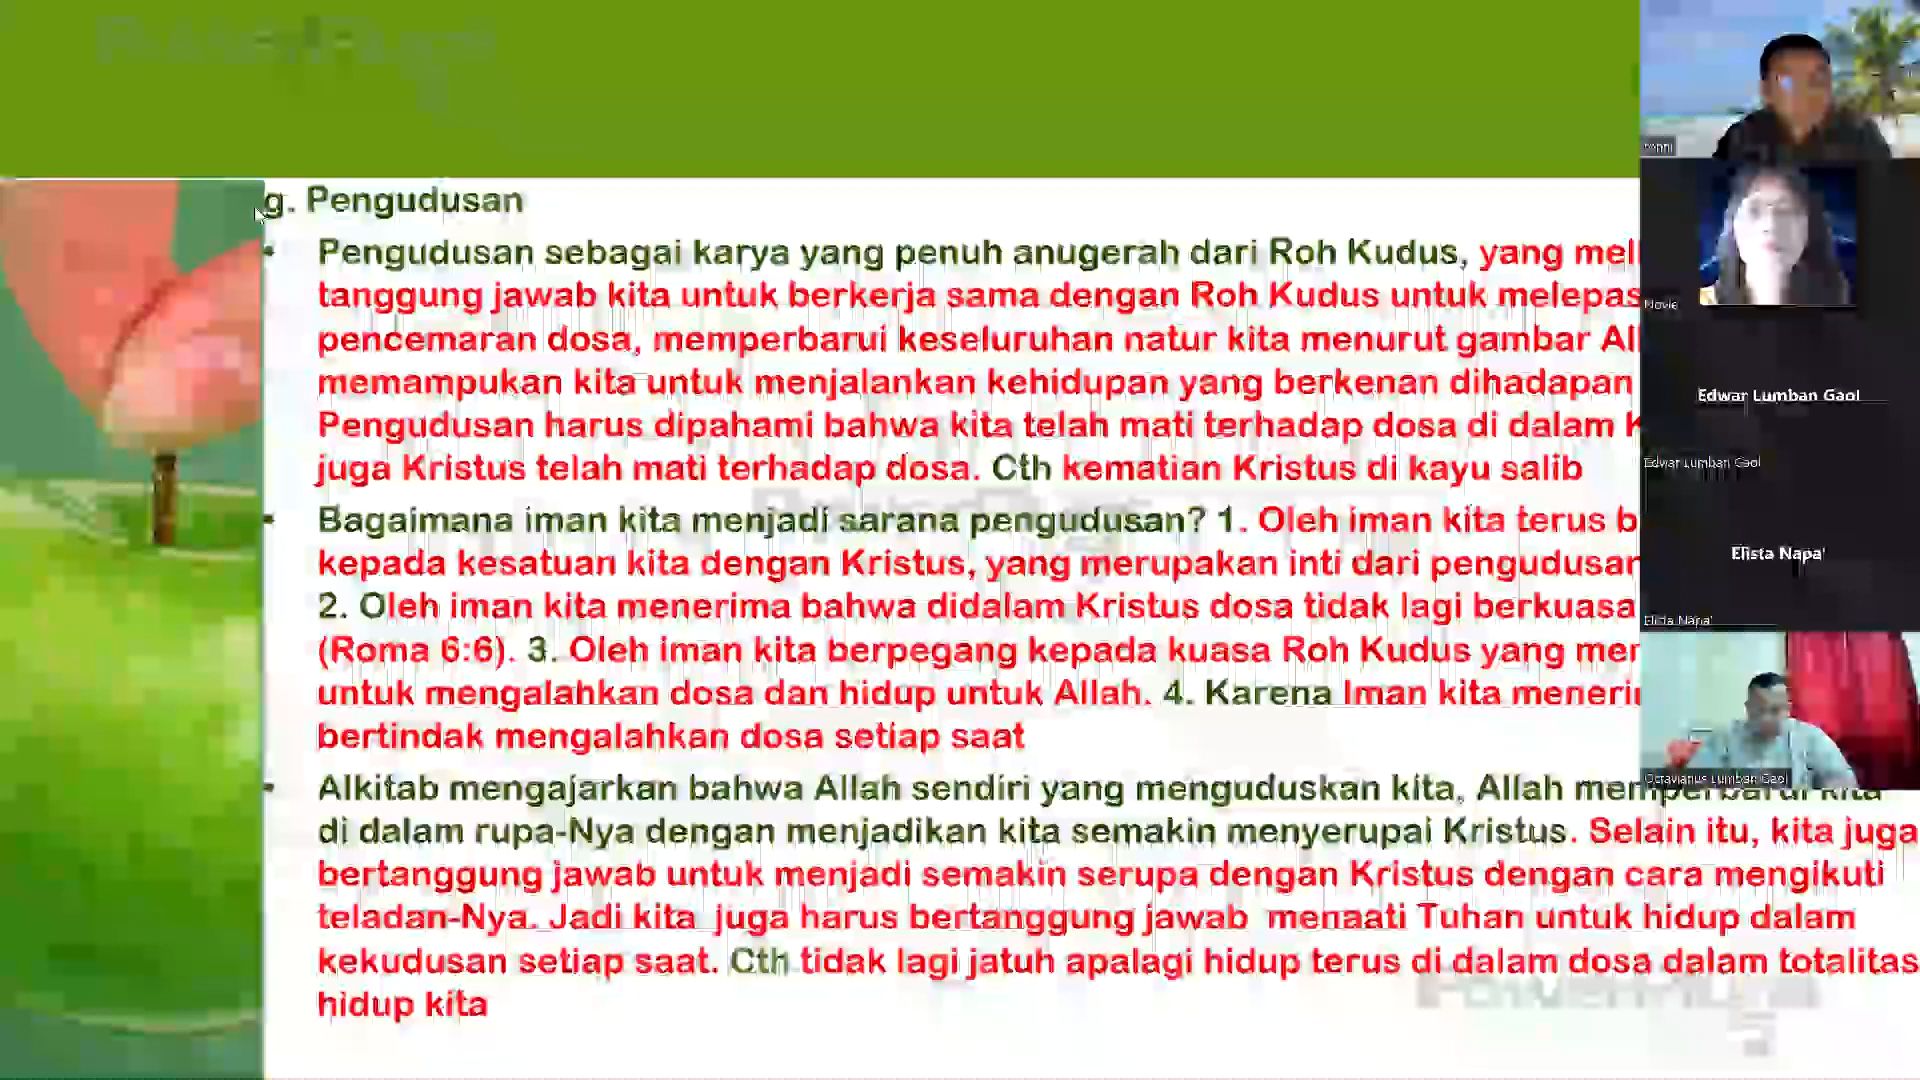 g. Pengudusan
Pengudusan sebagai karya yang penuh anugerah dari Roh Kudus, yang
tanggung jawab kita untuk berkerja sama dengan Roh Kudus untuk
pencemaran dosa, memperbarui keseluruhan natur kita menurut gambar
memampukan kita untuk menjalankan kehidupan yang berkenan dihadapan
Pengudusan harus dipahami bahwa kita telah mati terhadap dosa di dalam
juga Kristus telah mati terhadap dosa. Cth kematian Kristus di kayu salib
Bagaimana iman kita menjadi sarana pengudusan? 1. Oleh iman kita terus
kepada kesatuan kita dengan Kristus, yang merupakan inti dari
2. Oleh iman kita menerima bahwa didalam Kristus dosa tidak lagi berkuasa
(Roma 6:6). 3. Oleh iman kita berpegang kepada kuasa Roh Kudus yang
untuk mengalahkan dosa dan hidup untuk Allah. 4. Karena Iman kita
bertindak mengalahkan dosa setiap saat
Alkitab mengajarkan bahwa Allah sendiri yang menguduskan kita, Allah memperbarui kita
di dalam rupa-Nya dengan menjadikan kita semakin menyerupai Kristus. Selain itu, kita juga
bertanggung jawab untuk menjadi semakin serupa dengan Kristus dengan cara mengikuti
teladan-Nya. Jadi kita juga harus bertanggung jawab menaati Tuhan untuk hidup dalam
kekudusan setiap saat. Cth tidak lagi jatuh apalagi hidup terus di dalam dosa dalam totalitas
hidup kita
Novie
Edwar Lumban Gaol
Edwar Lumban Gaol
Elista Napa'
Elista Napa'
Octavianus Lumban Gaol